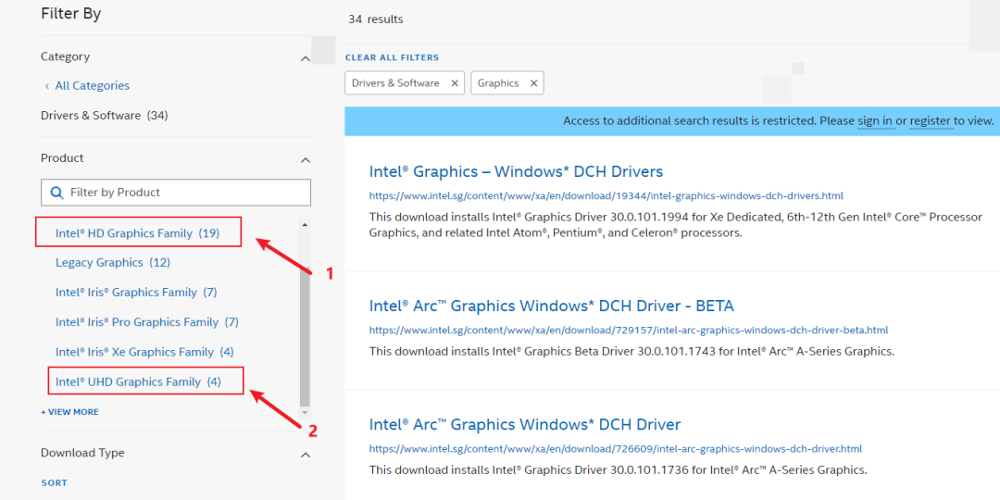 Filter By
Category
‹ All Categories
Drivers & Software (34)
Product
Filter by Product
Intel® HD Graphics Family (19)
Legacy Graphics (12)
Intel® Iris® Graphics Family (7)
Intel® Iris® Pro Graphics Family (7)
Intel® Iris® Xe Graphics Family (4)
Intel® UHD Graphics Family (4)
+ VIEW MORE
Download Type
SORT
1
2
34 results
CLEAR ALL FILTERS
Drivers & Software ✕ Graphics ✕
Access to additional search results is restricted. Please sign in or register to view.
Intel® Graphics – Windows* DCH Drivers
https://www.intel.sg/content/www/xa/en/download/19344/intel-graphics-windows-dch-drivers.html
This download installs Intel® Graphics Driver 30.0.101.1994 for Xe Dedicated, 6th-12th Gen Intel® Core™ Processor
Graphics, and related Intel Atom®, Pentium®, and Celeron® processors.
Intel® Arc™ Graphics Windows* DCH Driver - BETA
https://www.intel.sg/content/www/xa/en/download/729157/intel-arc-graphics-windows-dch-driver-beta.html
This download installs Intel® Graphics Beta Driver 30.0.101.1743 for Intel® Arc™ A-Series Graphics.
Intel® Arc™ Graphics Windows* DCH Driver
https://www.intel.sg/content/www/xa/en/download/726609/intel-arc-graphics-windows-dch-driver.html
This download installs Intel® Graphics Driver 30.0.101.1736 for Intel® Arc™ A-Series Graphics.